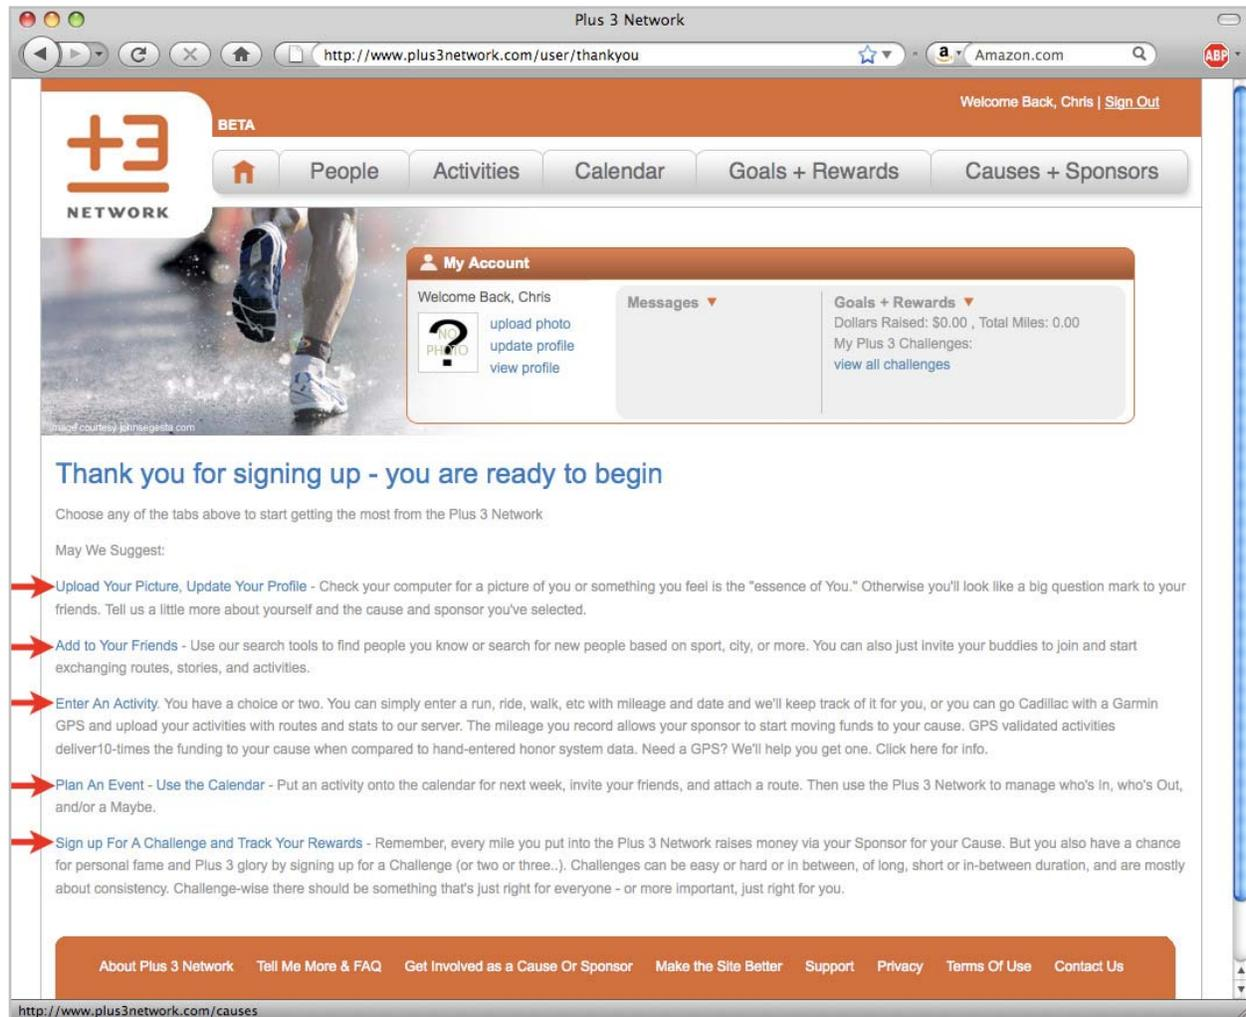 Plus 3 Network
http://www.plus3network.com/user/thankyou
a
Amazon.com
ABP
Welcome Back, Chris | Sign Out
+3
BETA
NETWORK
People
Activities
Calendar
Goals + Rewards
Causes + Sponsors
My Account
Welcome Back, Chris
NO
PHOTO
?
upload photo
update profile
view profile
Messages
Goals + Rewards
Dollars Raised: $0.00 , Total Miles: 0.00
My Plus 3 Challenges:
view all challenges
image courtesy johnsegesta.com
Thank you for signing up - you are ready to begin
Choose any of the tabs above to start getting the most from the Plus 3 Network
May We Suggest:
Upload Your Picture, Update Your Profile - Check your computer for a picture of you or something you feel is the "essence of You." Otherwise you'll look like a big question mark to your
friends. Tell us a little more about yourself and the cause and sponsor you've selected.
Add to Your Friends - Use our search tools to find people you know or search for new people based on sport, city, or more. You can also just invite your buddies to join and start
exchanging routes, stories, and activities.
Enter An Activity. You have a choice or two. You can simply enter a run, ride, walk, etc with mileage and date and we'll keep track of it for you, or you can go Cadillac with a Garmin
GPS and upload your activities with routes and stats to our server. The mileage you record allows your sponsor to start moving funds to your cause. GPS validated activities
deliver10-times the funding to your cause when compared to hand-entered honor system data. Need a GPS? We'll help you get one. Click here for info.
Plan An Event - Use the Calendar - Put an activity onto the calendar for next week, invite your friends, and attach a route. Then use the Plus 3 Network to manage who's In, who's Out,
and/or a Maybe.
Sign up For A Challenge and Track Your Rewards - Remember, every mile you put into the Plus 3 Network raises money via your Sponsor for your Cause. But you also have a chance
for personal fame and Plus 3 glory by signing up for a Challenge (or two or three..). Challenges can be easy or hard or in between, of long, short or in-between duration, and are mostly
about consistency. Challenge-wise there should be something that's just right for everyone - or more important, just right for you.
About Plus 3 Network
Tell Me More & FAQ
Get Involved as a Cause Or Sponsor
Make the Site Better
Support
Privacy
Terms Of Use
Contact Us
http://www.plus3network.com/causes